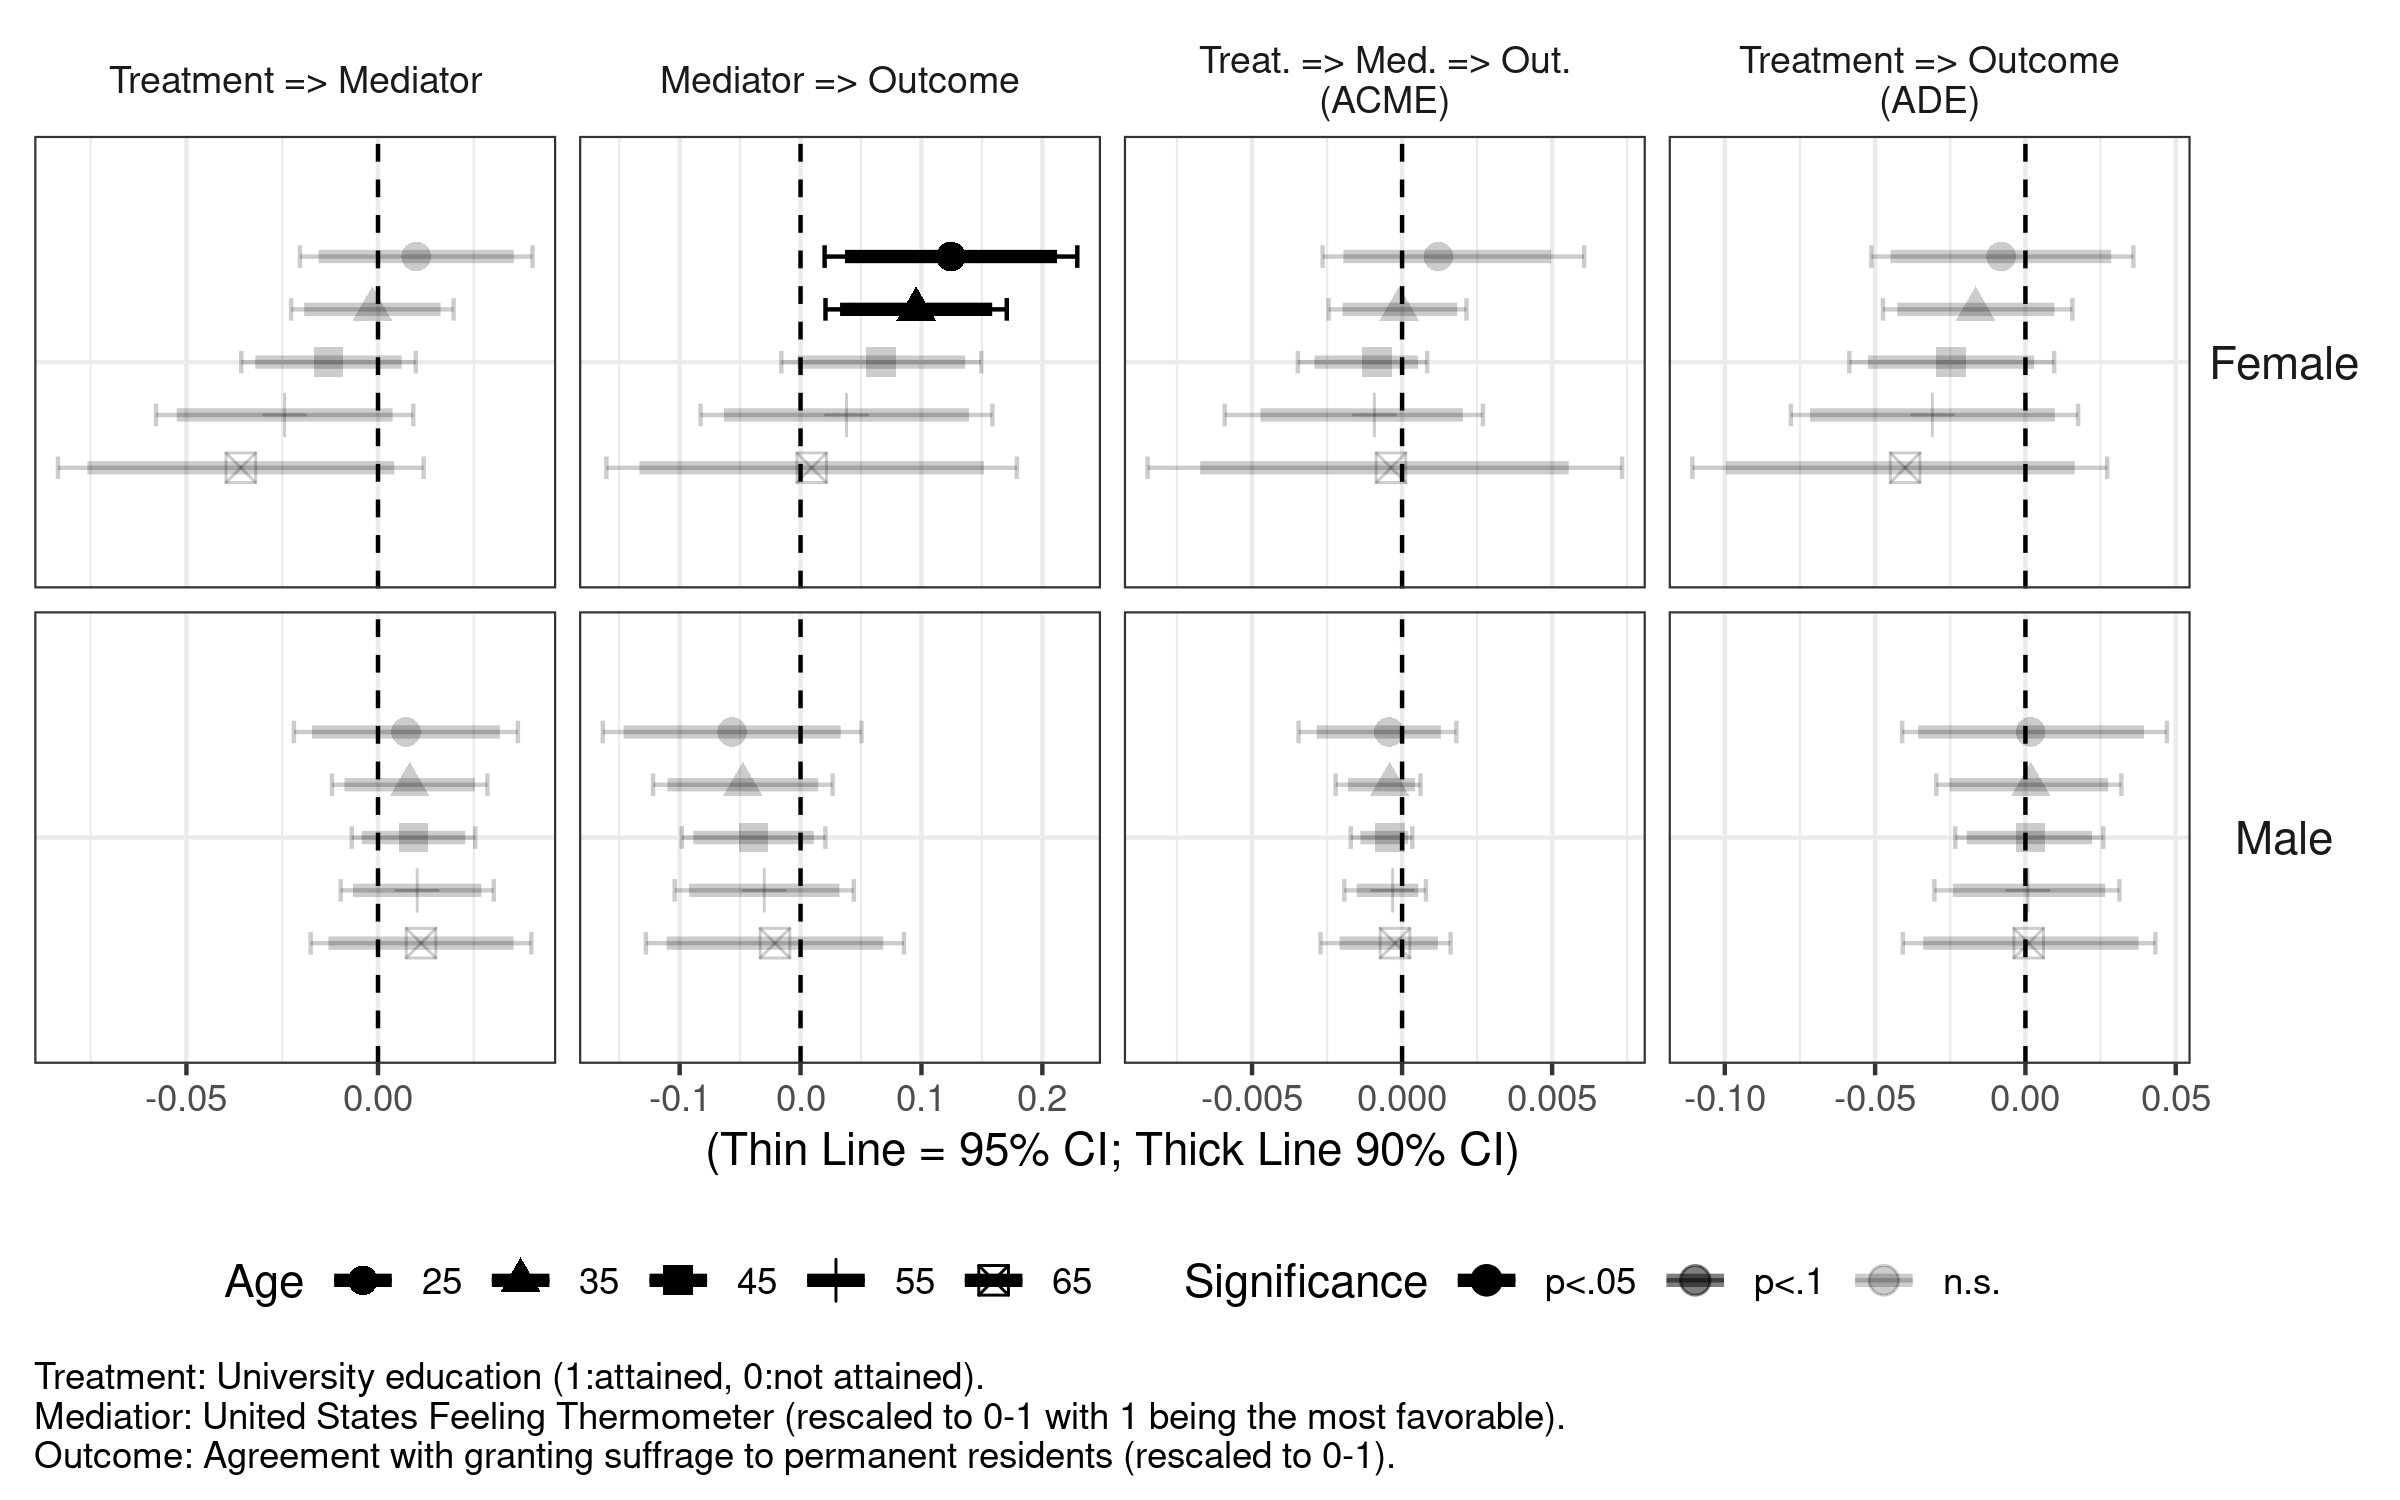 Treatment => Mediator
Mediator => Outcome
Treat. => Med. => Out.
(ACME)
Treatment => Outcome
(ADE)
Female
Male
-0.05 0.00
-0.1 0.0 0.1 0.2
-0.005 0.000 0.005
-0.10 -0.05 0.00 0.05
(Thin Line = 95% CI; Thick Line 90% CI)
Age 25 35 45 55 65 Significance p<.05 p<.1 n.s.
Treatment: University education (1:attained, 0:not attained).
Mediatior: United States Feeling Thermometer (rescaled to 0-1 with 1 being the most favorable).
Outcome: Agreement with granting suffrage to permanent residents (rescaled to 0-1).